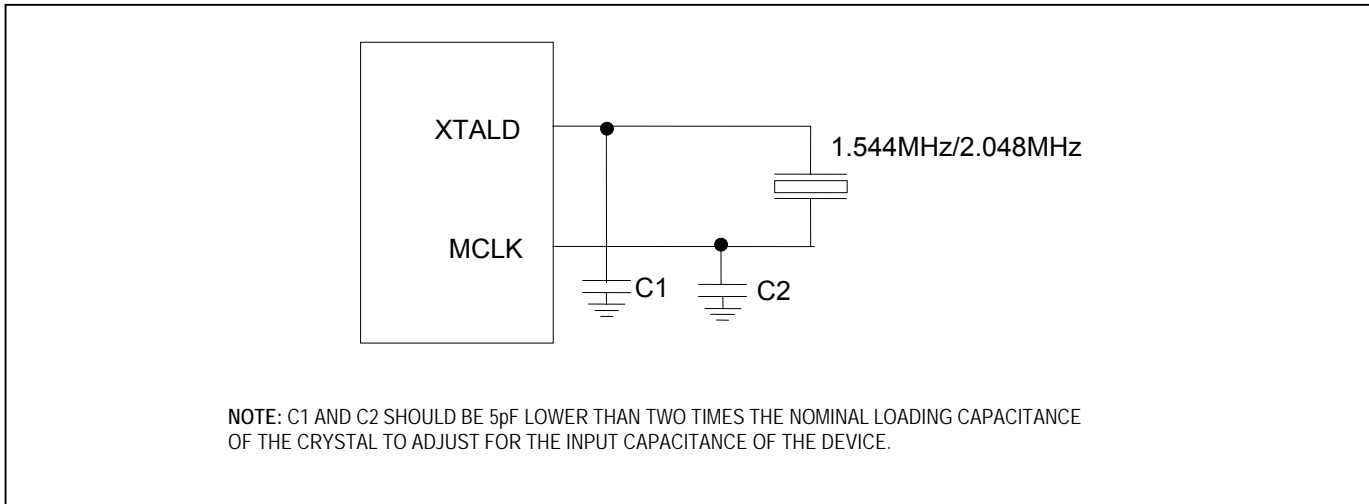 XTALD
1.544MHz/2.048MHz
MCLK
C1
C2
NOTE: C1 AND C2 SHOULD BE 5pF LOWER THAN TWO TIMES THE NOMINAL LOADING CAPACITANCE
OF THE CRYSTAL TO ADJUST FOR THE INPUT CAPACITANCE OF THE DEVICE.